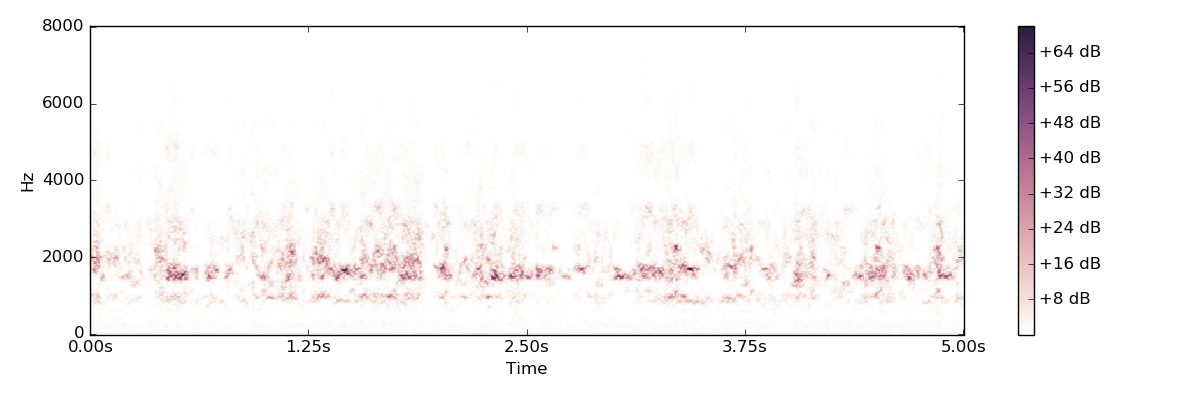 8000
6000
4000
2000
0
Hz
0.00s
1.25s
2.50s
3.75s
5.00s
Time
+64 dB
+56 dB
+48 dB
+40 dB
+32 dB
+24 dB
+16 dB
+8 dB